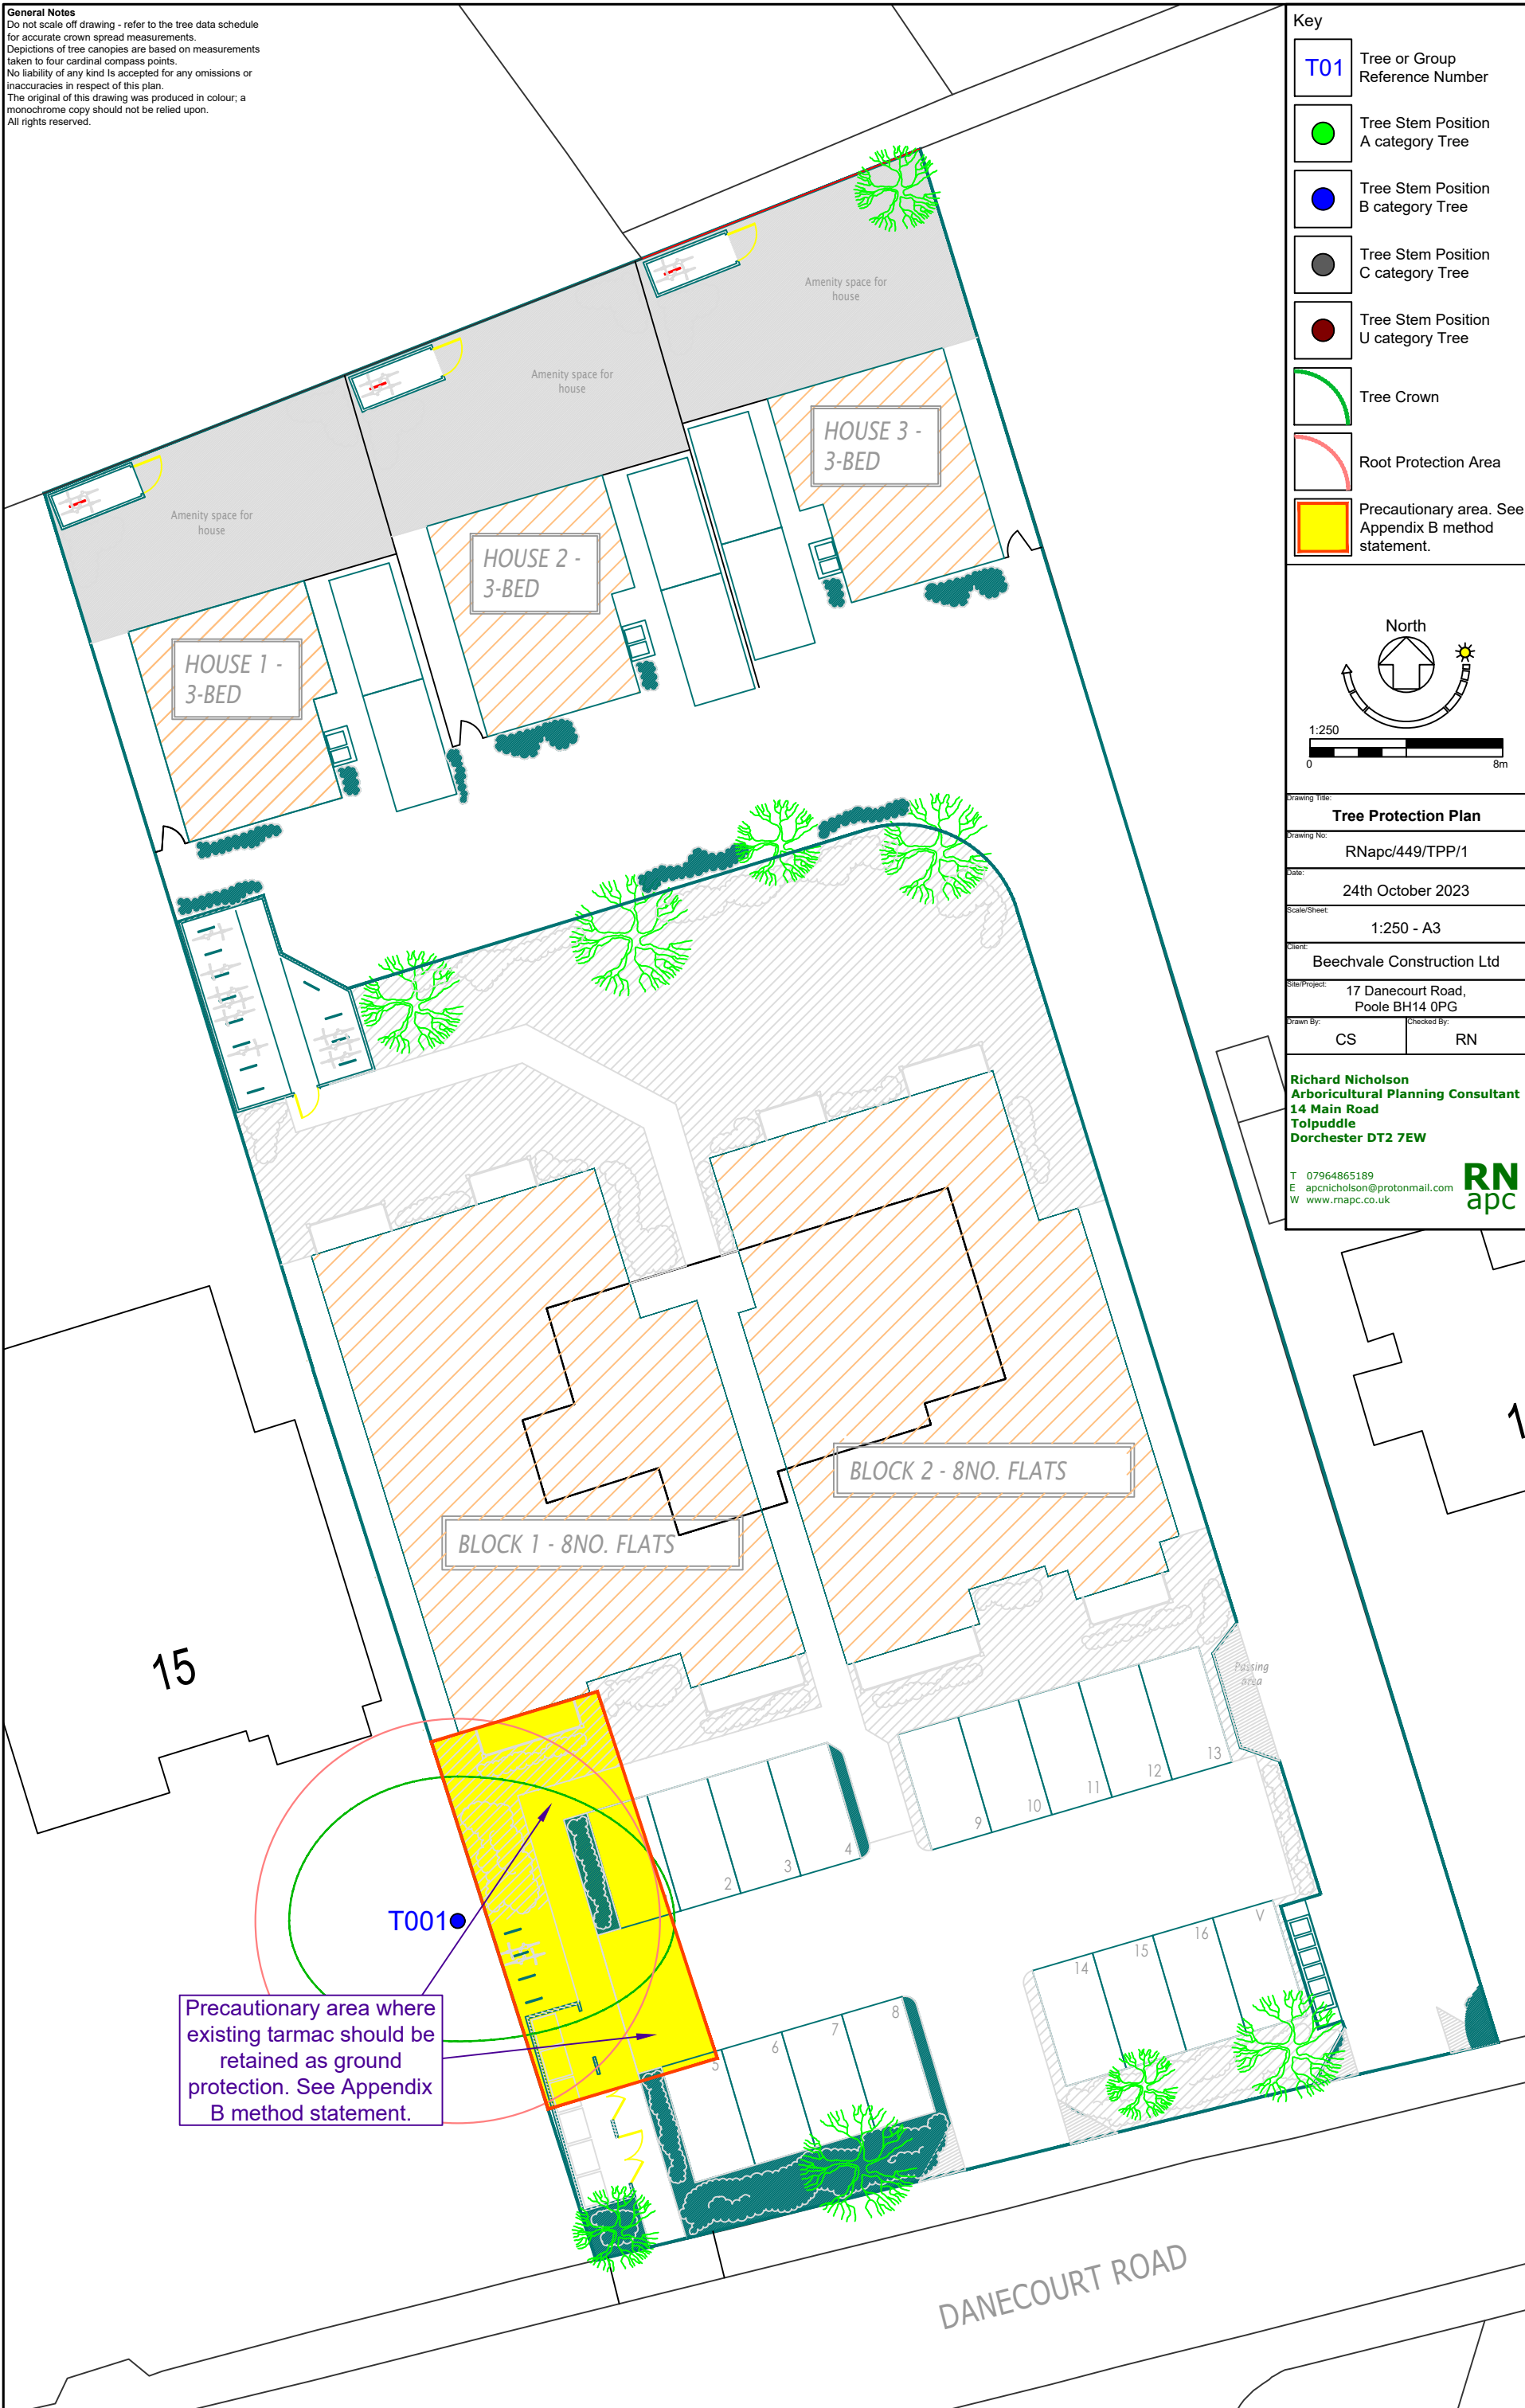 General Notes
Do not scale off drawing - refer to the tree data schedule
for accurate crown spread measurements.
Depictions of tree canopies are based on measurements
taken to four cardinal compass points.
No liability of any kind Is accepted for any omissions or
inaccuracies in respect of this plan.
The original of this drawing was produced in colour; a
monochrome copy should not be relied upon.
All rights reserved.
Key
T01
Tree or Group
Reference Number
Tree Stem Position
A category Tree
Tree Stem Position
B category Tree
Tree Stem Position
C category Tree
Tree Stem Position
U category Tree
Tree Crown
Root Protection Area
Precautionary area. See
Appendix B method
statement.
North
1:250
0
8m
Drawing Title:
Tree Protection Plan
Drawing No:
RNapc/449/TPP/1
Date:
24th October 2023
Scale/Sheet:
1:250 - A3
Client:
Beechvale Construction Ltd
Site/Project:
17 Danecourt Road,
Poole BH14 0PG
Drawn By:
CS
Checked By:
RN
Richard Nicholson
Arboricultural Planning Consultant
14 Main Road
Tolpuddle
Dorchester DT2 7EW
T 07964865189
E apcnicholson@protonmail.com
W www.rnapc.co.uk
RN
apc
Amenity space for
house
Amenity space for
house
Amenity space for
house
HOUSE 3 -
3-BED
HOUSE 2 -
3-BED
HOUSE 1 -
3-BED
BLOCK 2 - 8NO. FLATS
BLOCK 1 - 8NO. FLATS
15
1
Passing
area
13
12
11
10
9
4
3
2
T001
V
16
15
14
8
7
6
5
Precautionary area where
existing tarmac should be
retained as ground
protection. See Appendix
B method statement.
DANECOURT ROAD